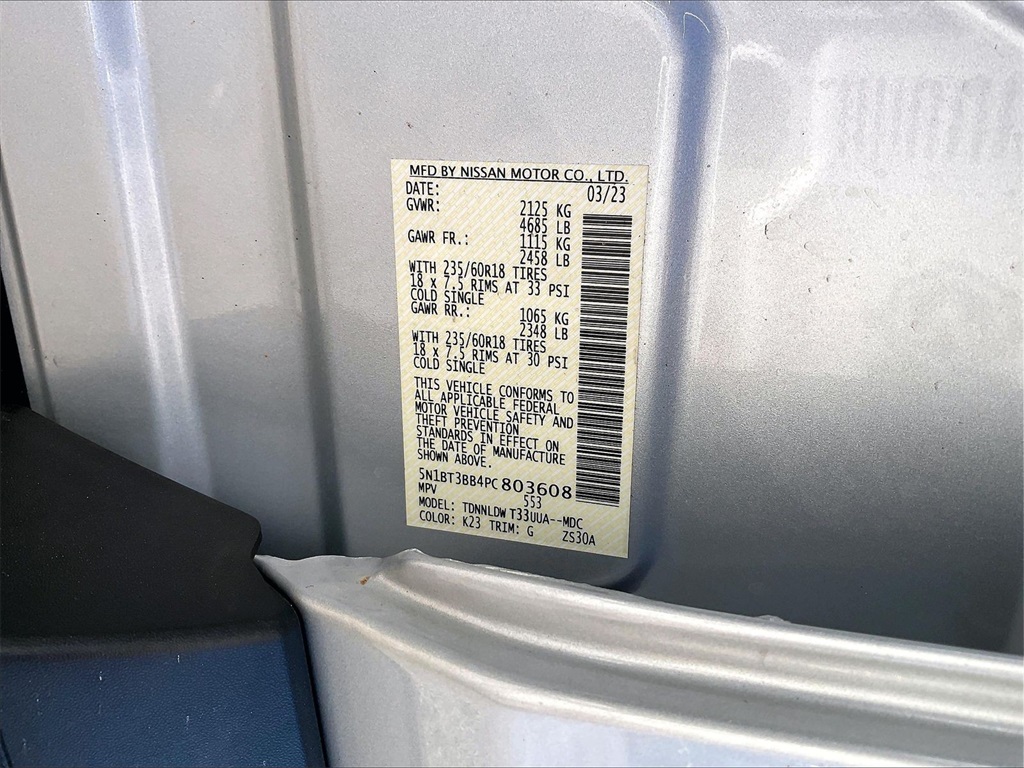 MFD BY NISSAN MOTOR CO., LTD.
DATE: 03/23
GVWR: 2125 KG
4685 LB
GAWR FR.: 1115 KG
2458 LB
WITH 235/60R18 TIRES
18 x 7.5 RIMS AT 33 PSI
COLD SINGLE
GAWR RR.: 1065 KG
2348 LB
WITH 235/60R18 TIRES
18 x 7.5 RIMS AT 30 PSI
COLD SINGLE
THIS VEHICLE CONFORMS TO
ALL APPLICABLE FEDERAL
MOTOR VEHICLE SAFETY AND
THEFT PREVENTION
STANDARDS IN EFFECT ON
THE DATE OF MANUFACTURE
SHOWN ABOVE.
5N1BT3BB4PC803608
MPV 553
MODEL: TDNNLDW T33UUA--MDC
COLOR: K23 TRIM: G ZS30A